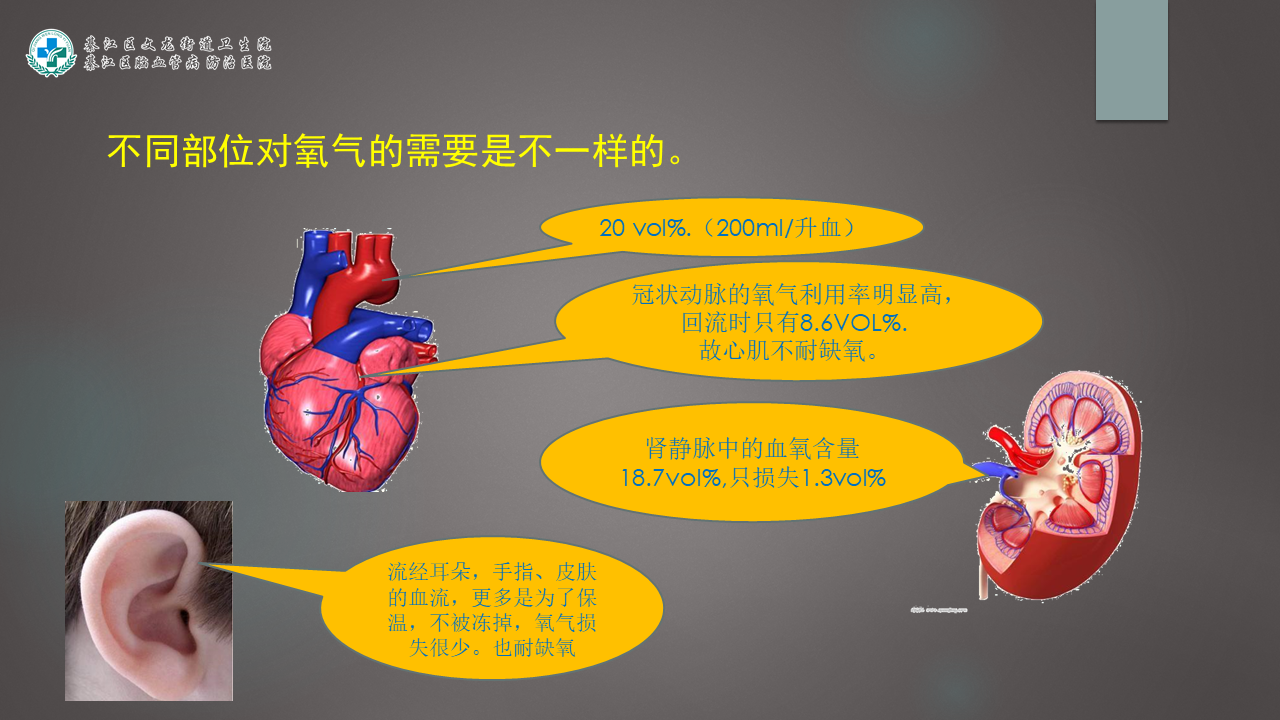 綦江区文龙街道卫生院
綦江区脑血管病防治医院
不同部位对氧气的需要是不一样的。
20 vol%.（200ml/升血）
冠状动脉的氧气利用率明显高，
回流时只有8.6VOL%.
故心肌不耐缺氧。
肾静脉中的血氧含量
18.7vol%,只损失1.3vol%
流经耳朵，手指、皮肤
的血流，更多是为了保
温，不被冻掉，氧气损
失很少。也耐缺氧